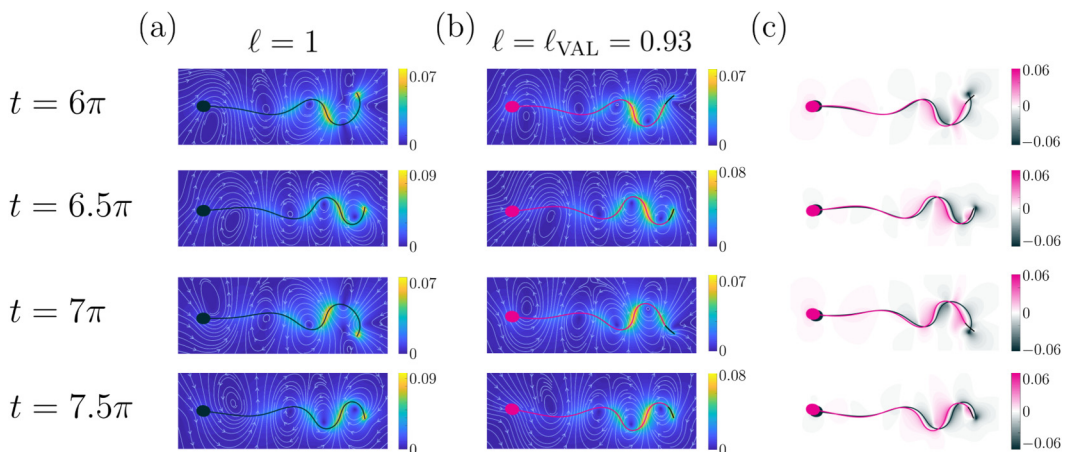 (a) (b) (c)
ℓ = 1 ℓ = ℓ_VAL = 0.93
t = 6π 0.07 0 0.07 0 0.06 0 −0.06
t = 6.5π 0.09 0 0.08 0 0.06 0 −0.06
t = 7π 0.07 0 0.07 0 0.06 0 −0.06
t = 7.5π 0.09 0 0.08 0 0.06 0 −0.06